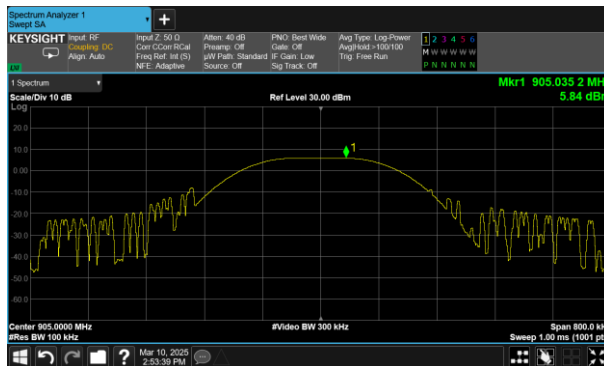 Spectrum Analyzer 1
Swept SA
KEYSIGHT
Input: RF
Coupling: DC
Align: Auto
Input Z: 50 Ω
Corr CCorr RCal
Freq Ref: Int (S)
NFE: Adaptive
Atten: 40 dB
Preamp: Off
µW Path: Standard
Source: Off
PNO: Best Wide
Gate: Off
IF Gain: Low
Sig Track: Off
Avg Type: Log-Power
Avg|Hold:>100/100
Trig: Free Run
1 2 3 4 5 6
M W W W W W
P N N N N N
1 Spectrum
Scale/Div 10 dB
Ref Level 30.00 dBm
Mkr1 905.035 2 MH
5.84 dB
Log
20.0
10.0
0.00
-10.0
-20.0
-30.0
-40.0
-50.0
-60.0
1
Center 905.0000 MHz
#Video BW 300 kHz
Span 800.0 k
#Res BW 100 kHz
Sweep 1.00 ms (1001 pt
?
Mar 10, 2025
2:53:39 PM